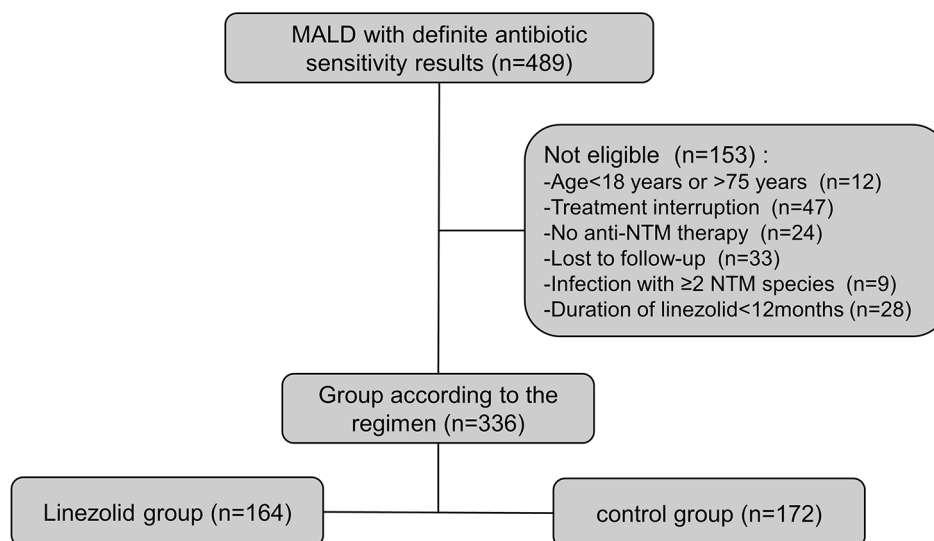 MALD with definite antibiotic
sensitivity results (n=489)
Not eligible (n=153) :
-Age<18 years or >75 years (n=12)
-Treatment interruption (n=47)
-No anti-NTM therapy (n=24)
-Lost to follow-up (n=33)
-Infection with ≥2 NTM species (n=9)
-Duration of linezolid<12months (n=28)
Group according to the
regimen (n=336)
Linezolid group (n=164)
control group (n=172)